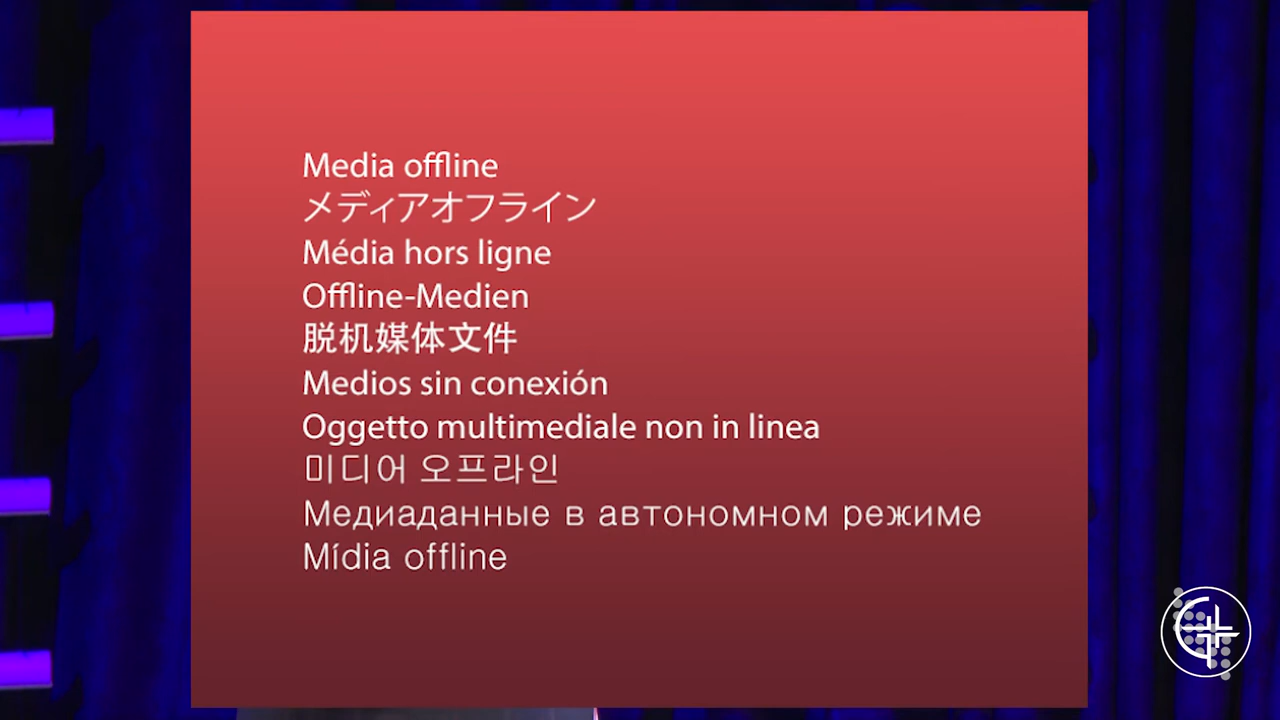 Media offline
メディアオフライン
Média hors ligne
Offline-Medien
脱机媒体文件
Medios sin conexión
Oggetto multimediale non in linea
미디어 오프라인
Медиаданные в автономном режиме
Mídia offline